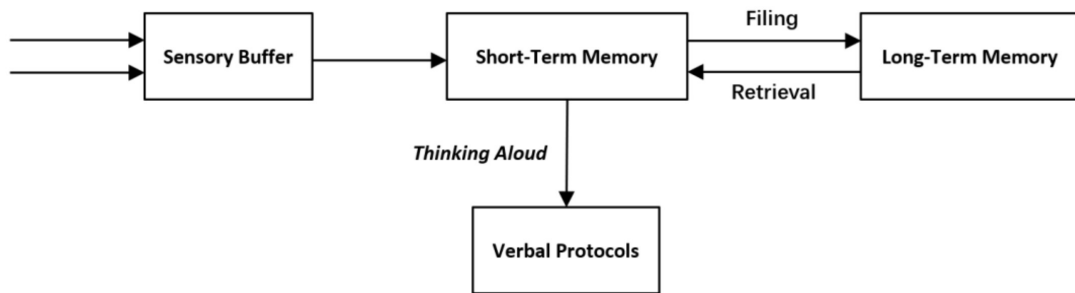 Filing
Sensory Buffer
Short-Term Memory
Long-Term Memory
Retrieval
Thinking Aloud
Verbal Protocols